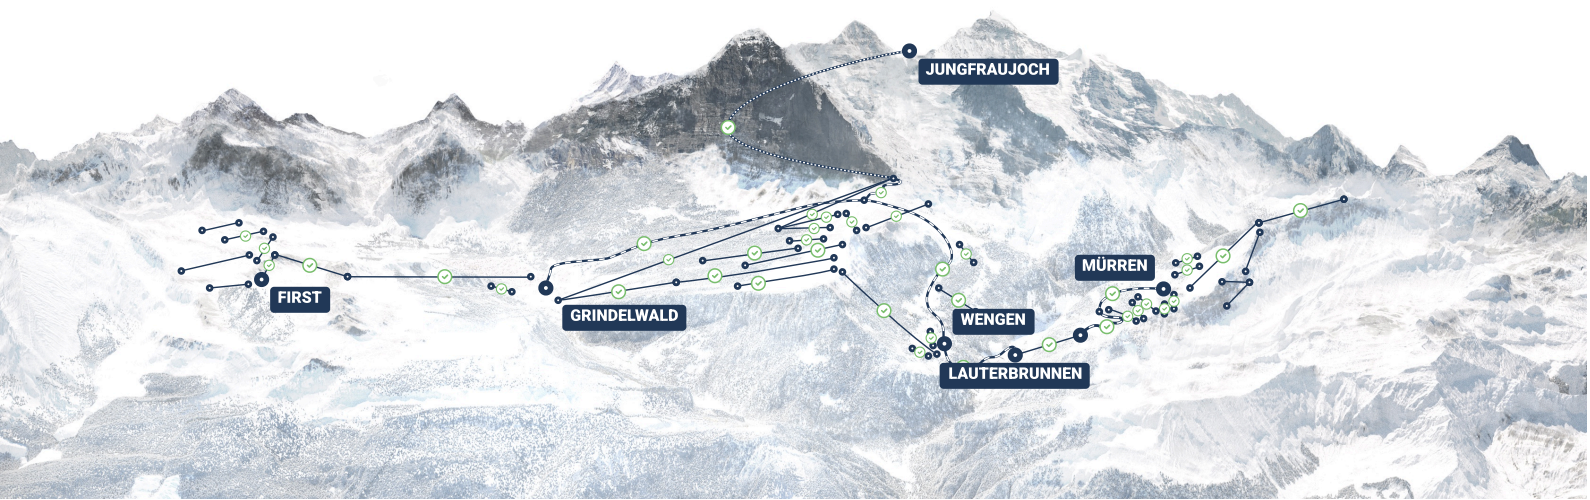 JUNGFRAUJOCH
FIRST
GRINDELWALD
WENGEN
MÜRREN
LAUTERBRUNNEN